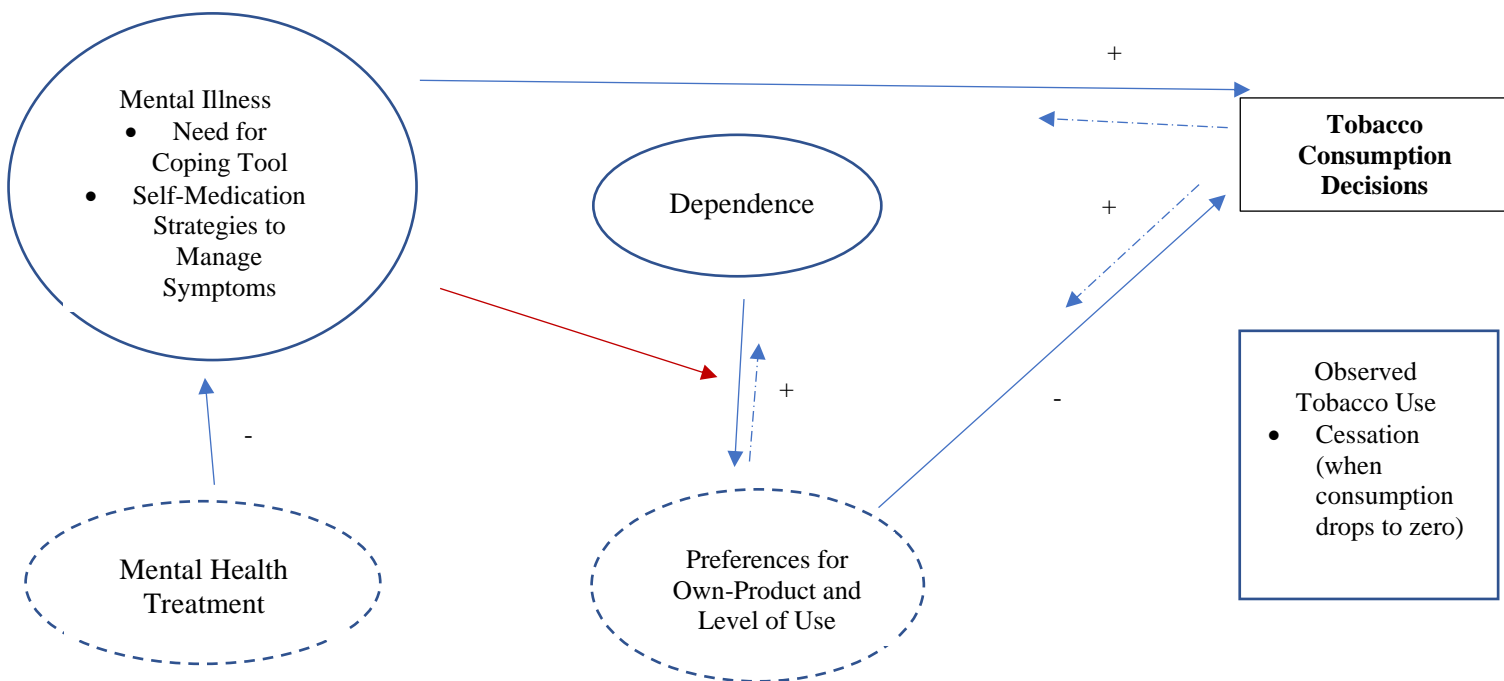 +
Mental Illness
• Need for
Coping Tool
• Self-Medication
Strategies to
Manage
Symptoms
Dependence
Tobacco
Consumption
Decisions
+
+
-
-
Observed
Tobacco Use
• Cessation
(when
consumption
drops to zero)
Mental Health
Treatment
Preferences for
Own-Product and
Level of Use